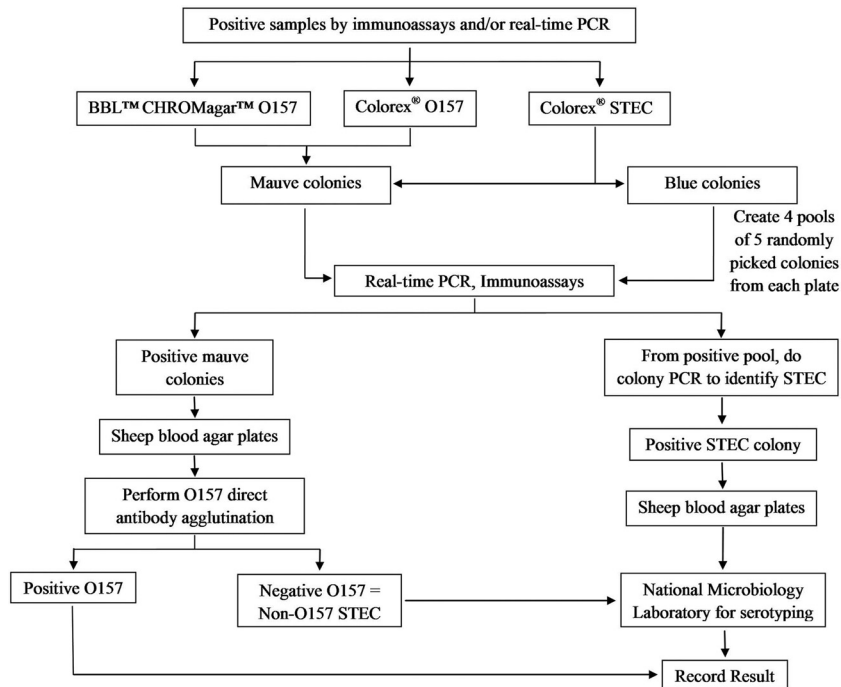 Positive samples by immunoassays and/or real-time PCR
BBL™ CHROMagar™ O157
Colorex® O157
Colorex® STEC
Mauve colonies
Blue colonies
Create 4 pools
of 5 randomly
picked colonies
from each plate
Real-time PCR, Immunoassays
Positive mauve
colonies
From positive pool, do
colony PCR to identify STEC
Sheep blood agar plates
Positive STEC colony
Perform O157 direct
antibody agglutination
Sheep blood agar plates
Positive O157
Negative O157 =
Non-O157 STEC
National Microbiology
Laboratory for serotyping
Record Result